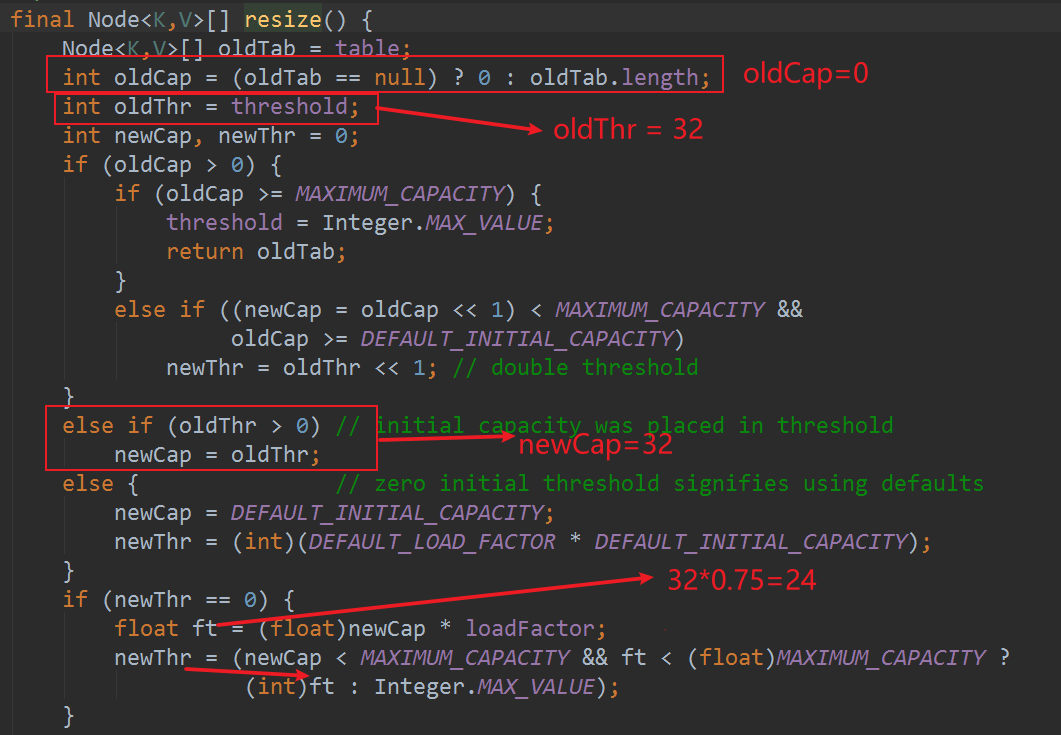 final Node<K,V>[] resize() {
Node<K,V>[] oldTab = table;
int oldCap = (oldTab == null) ? 0 : oldTab.length; oldCap=0
int oldThr = threshold;
oldThr = 32
int newCap, newThr = 0;
if (oldCap > 0) {
if (oldCap >= MAXIMUM_CAPACITY) {
threshold = Integer.MAX_VALUE;
return oldTab;
}
else if ((newCap = oldCap << 1) < MAXIMUM_CAPACITY &&
oldCap >= DEFAULT_INITIAL_CAPACITY)
newThr = oldThr << 1; // double threshold
}
else if (oldThr > 0) // initial capacity was placed in threshold
newCap = oldThr; newCap=32
else { // zero initial threshold signifies using defaults
newCap = DEFAULT_INITIAL_CAPACITY;
newThr = (int)(DEFAULT_LOAD_FACTOR * DEFAULT_INITIAL_CAPACITY);
}
32*0.75=24
if (newThr == 0) {
float ft = (float)newCap * loadFactor;
newThr = (newCap < MAXIMUM_CAPACITY && ft < (float)MAXIMUM_CAPACITY ?
(int)ft : Integer.MAX_VALUE);
}